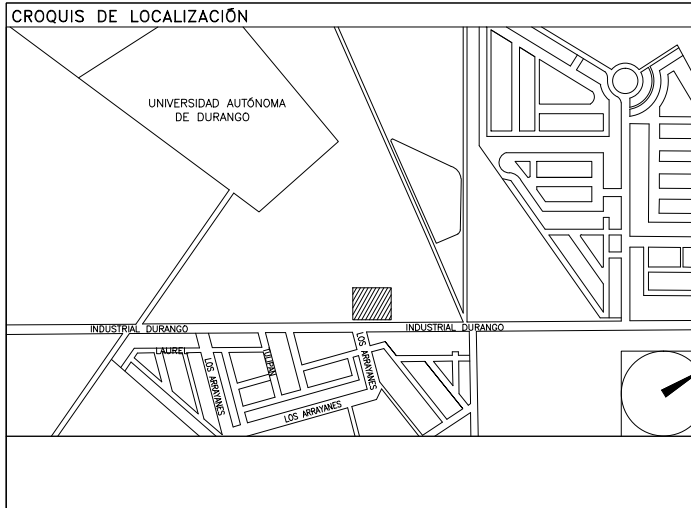 CROQUIS DE LOCALIZACIÓN
UNIVERSIDAD AUTÓNOMA
DE DURANGO
INDUSTRIAL DURANGO
INDUSTRIAL DURANGO
LAUREL
LOS ARRAYANES
TULIPAN
LOS ARRAYANES
LOS ARRAYANES